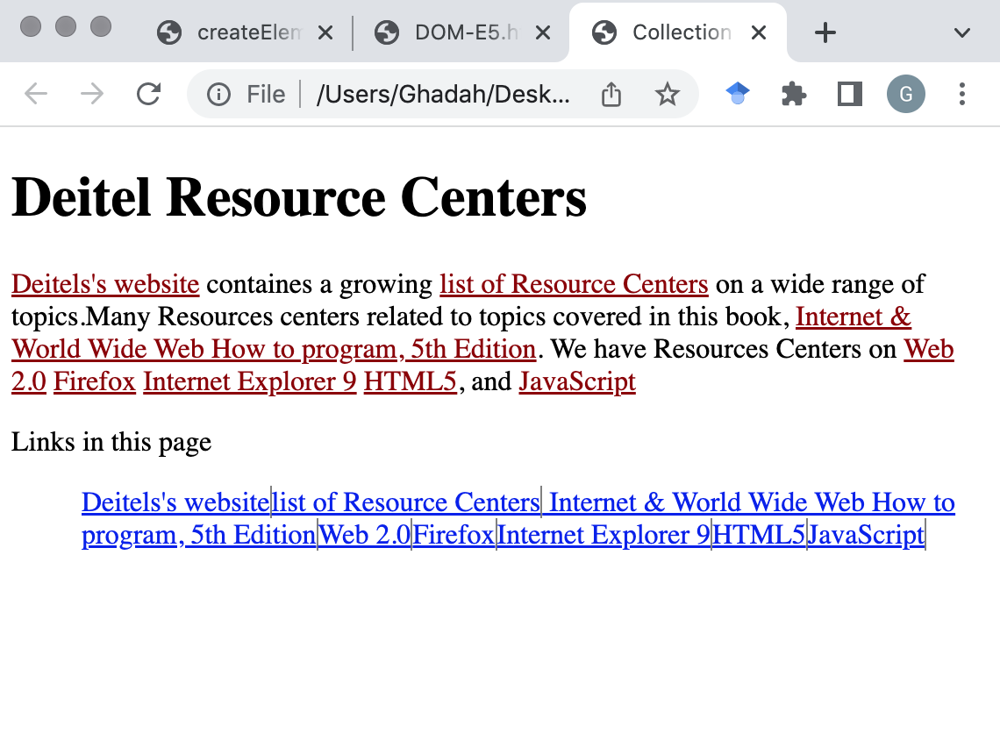 createElem DOM-E5.h Collection
File /Users/Ghadah/Desk... G
Deitel Resource Centers
Deitels's website containes a growing list of Resource Centers on a wide range of
topics.Many Resources centers related to topics covered in this book, Internet &
World Wide Web How to program, 5th Edition. We have Resources Centers on Web
2.0 Firefox Internet Explorer 9 HTML5, and JavaScript
Links in this page
Deitels's website list of Resource Centers Internet & World Wide Web How to
program, 5th Edition Web 2.0 Firefox Internet Explorer 9 HTML5 JavaScript